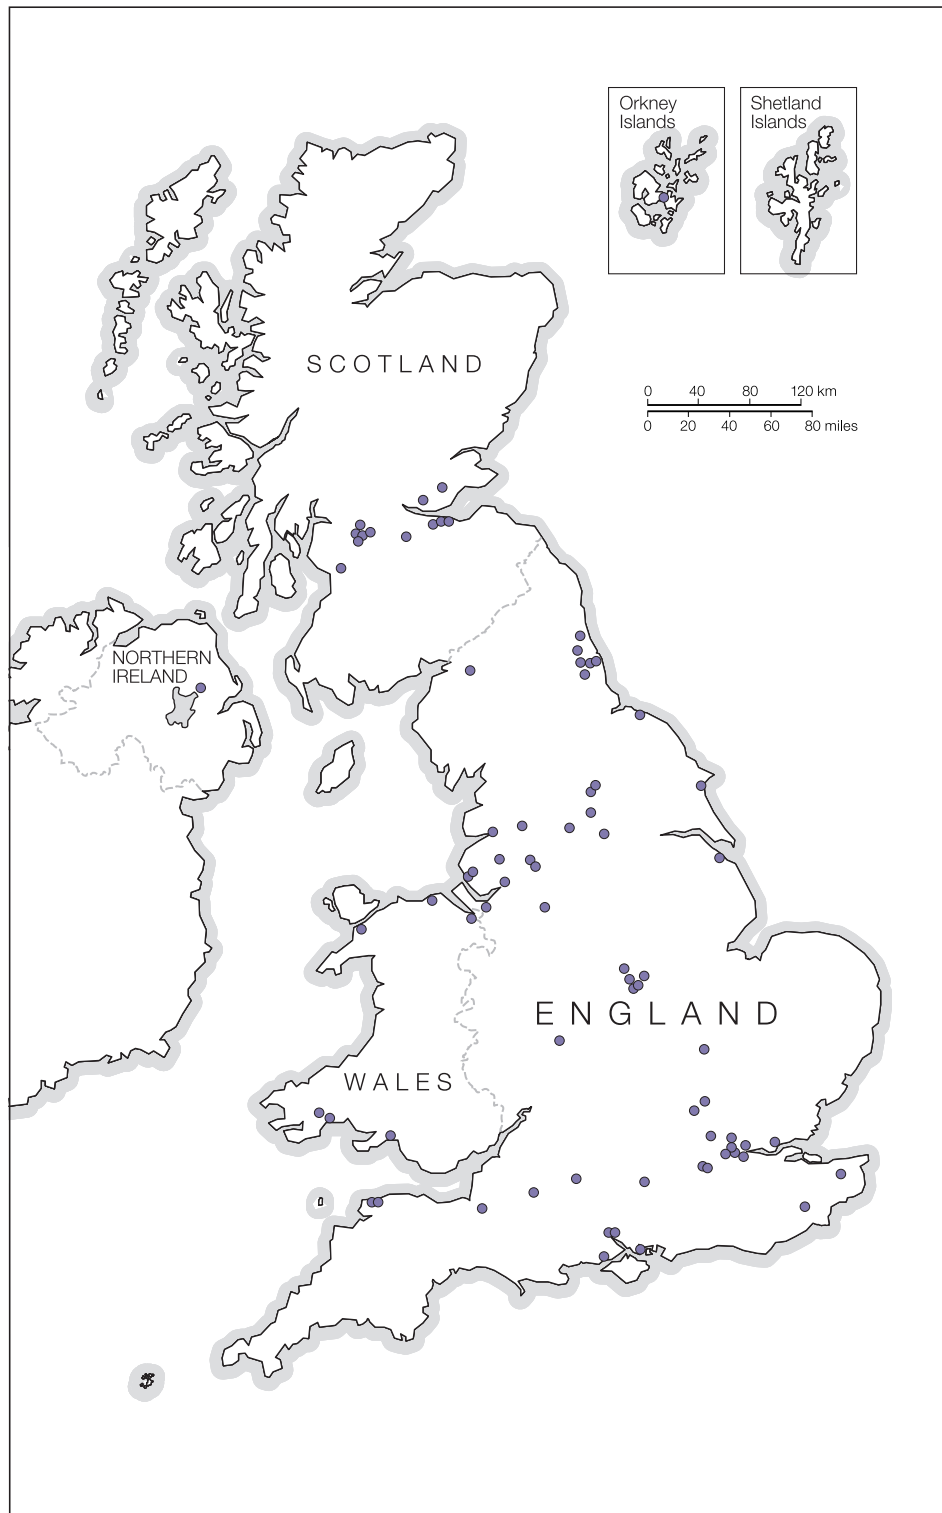 Orkney
Islands
Shetland
Islands
SCOTLAND
0 40 80 120 km
0 20 40 60 80 miles
NORTHERN
IRELAND
ENGLAND
WALES